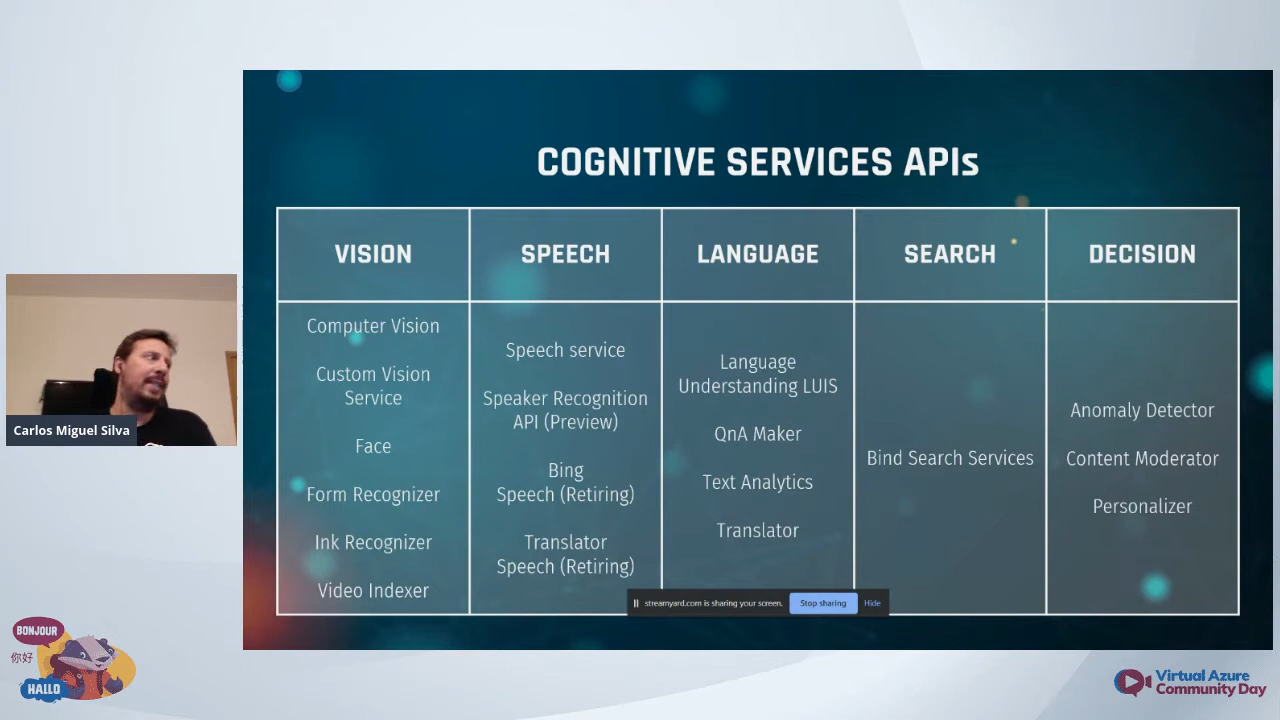 COGNITIVE SERVICES APIs
VISION
SPEECH
LANGUAGE
SEARCH
DECISION
Computer Vision
Custom Vision
Service
Face
Form Recognizer
Ink Recognizer
Video Indexer
Speech service
Speaker Recognition
API (Preview)
Bing
Speech (Retiring)
Translator
Speech (Retiring)
Language
Understanding LUIS
QnA Maker
Text Analytics
Translator
Bind Search Services
Anomaly Detector
Content Moderator
Personalizer
streamyard.com is sharing your screen.
Stop sharing
Hide
Carlos Miguel Silva
BONJOUR
你好
HALLO
Virtual Azure
Community Day